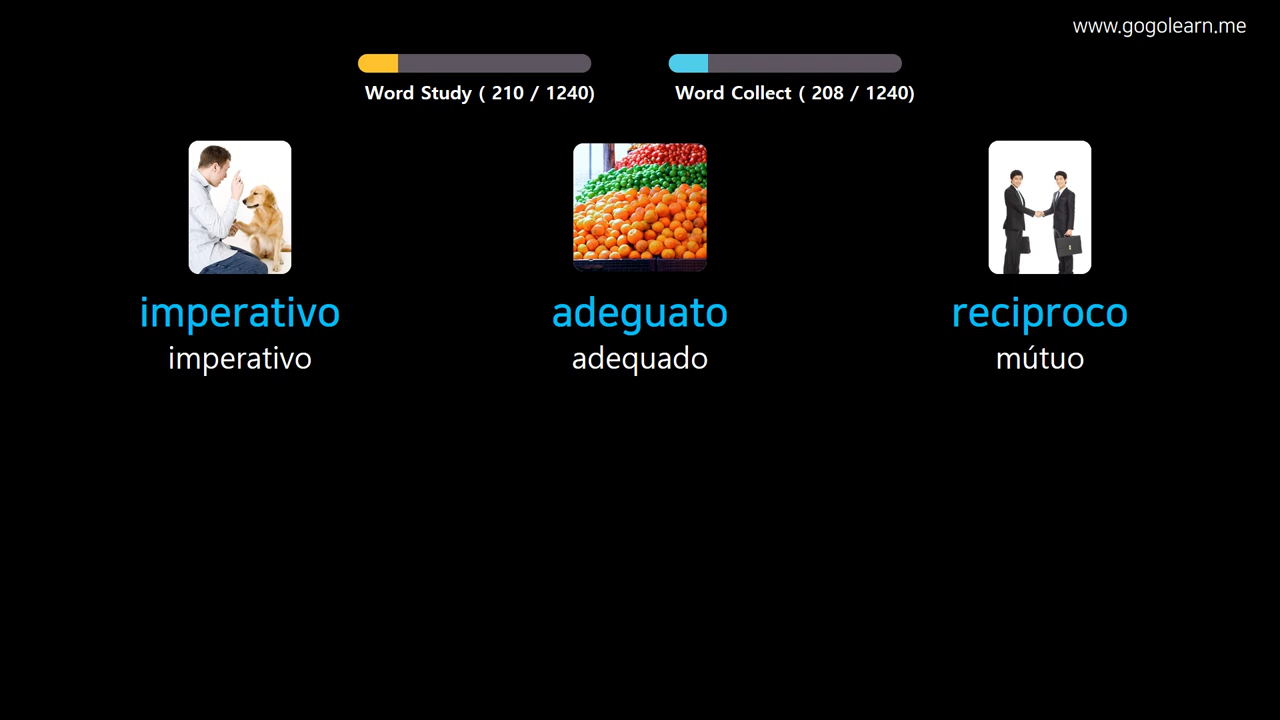 www.gogolearn.me
Word Study ( 210 / 1240)
Word Collect ( 208 / 1240)
imperativo
adeguato
reciproco
imperativo
adequado
mútuo